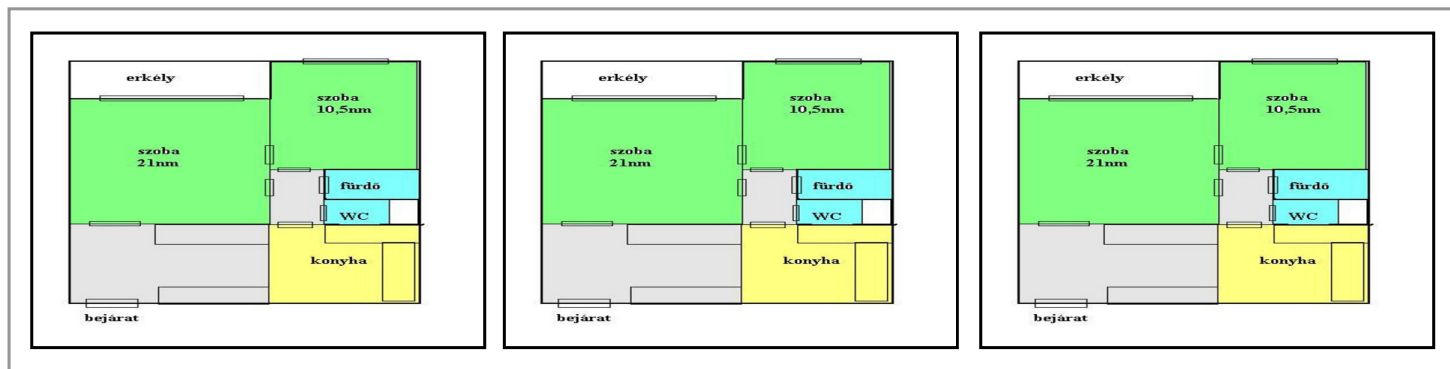 erkély
szoba
10,5nm
szoba
21nm
fürdő
WC
konyha
bejárat
erkély
szoba
10,5nm
szoba
21nm
fürdő
WC
konyha
bejárat
erkély
szoba
10,5nm
szoba
21nm
fürdő
WC
konyha
bejárat